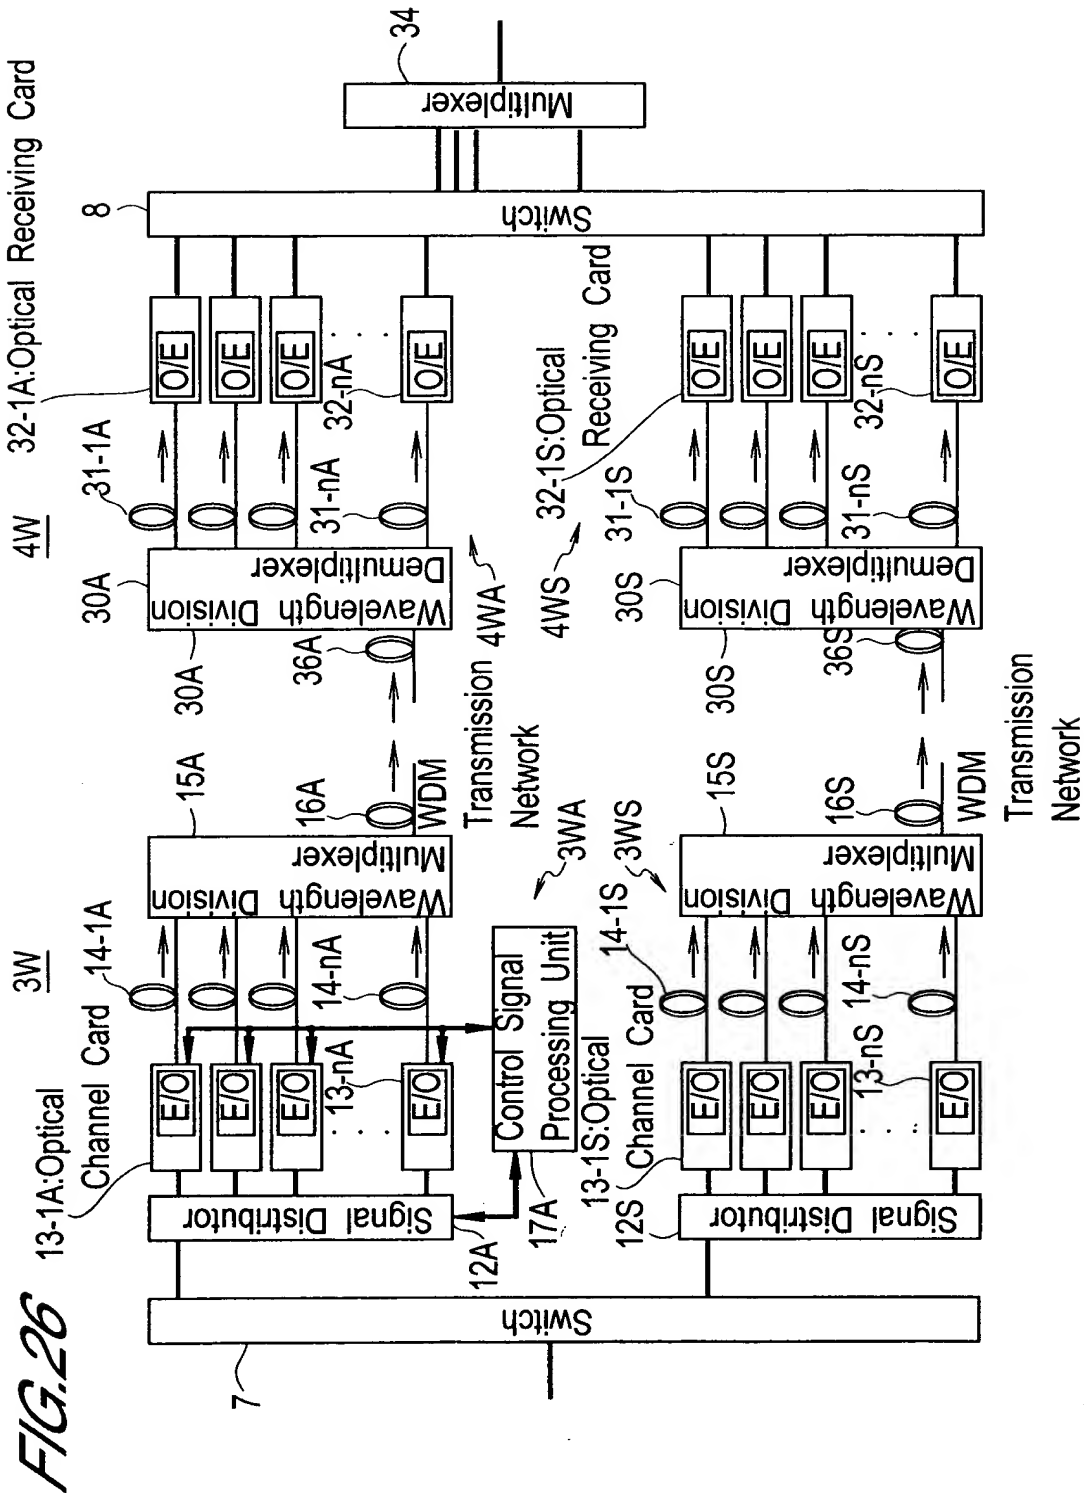 FIG.26
3W
4W
13-1A:Optical
Channel Card
14-1A
15A
30A
31-1A
32-1A:Optical Receiving Card
8
34
7
Switch
Signal Distributor
12A
E/O
E/O
E/O
. . .
13-nA
E/O
14-nA
Wavelength Division
Multiplexer
16A
WDM
Transmission
Network
36A
30A
Wavelength Division
Demultiplexer
31-nA
O/E
O/E
O/E
. . .
32-nA
O/E
Switch
Multiplexer
17A
Control Signal
Processing Unit
3WA
3WS
4WA
4WS
13-1S:Optical
Channel Card
12S
Signal Distributor
14-1S
E/O
E/O
E/O
. . .
13-nS
E/O
14-nS
15S
Wavelength Division
Multiplexer
16S
WDM
Transmission
Network
36S
30S
30S
Wavelength Division
Demultiplexer
31-1S
31-nS
32-1S:Optical
Receiving Card
O/E
O/E
O/E
. . .
32-nS
O/E